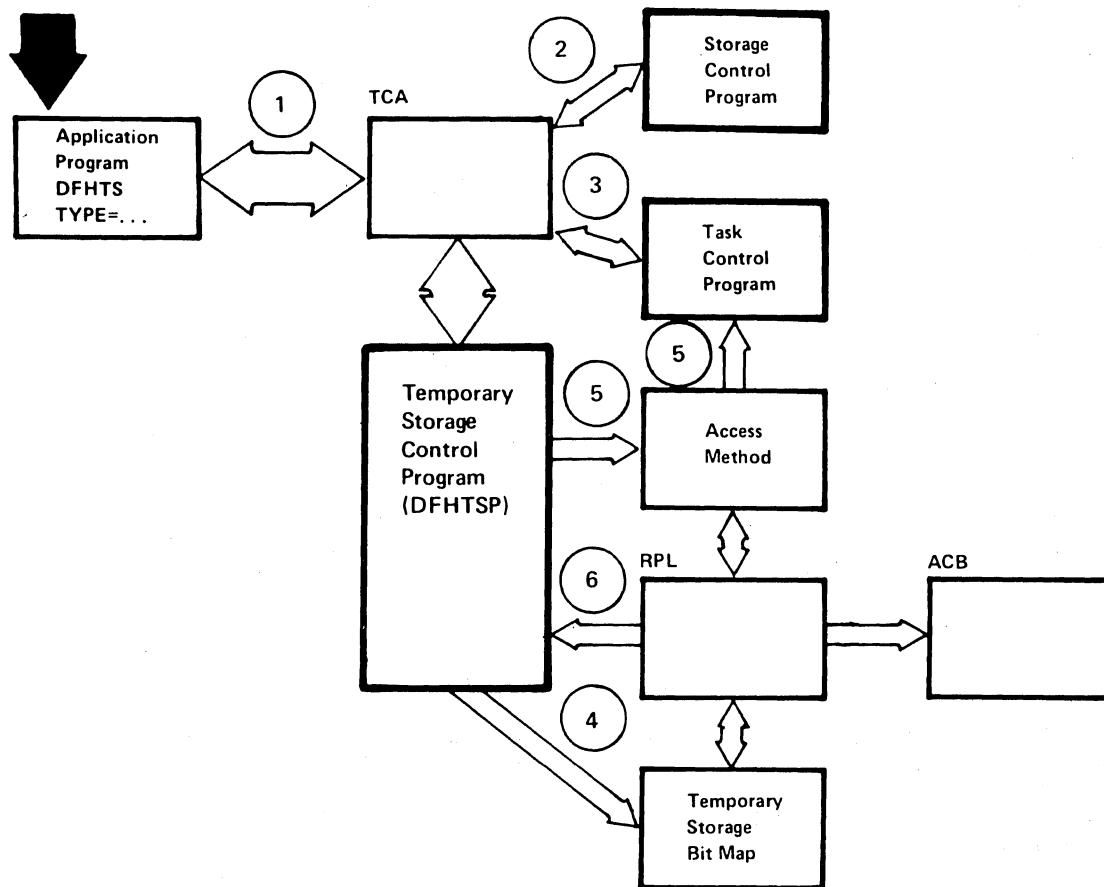 2
Storage
Control
Program
1
TCA
Application
Program
DFHTS
TYPE=...
3
Task
Control
Program
5
Temporary
Storage
Control
Program
(DFHTSP)
5
Access
Method
6
RPL
ACB
4
Temporary
Storage
Bit Map